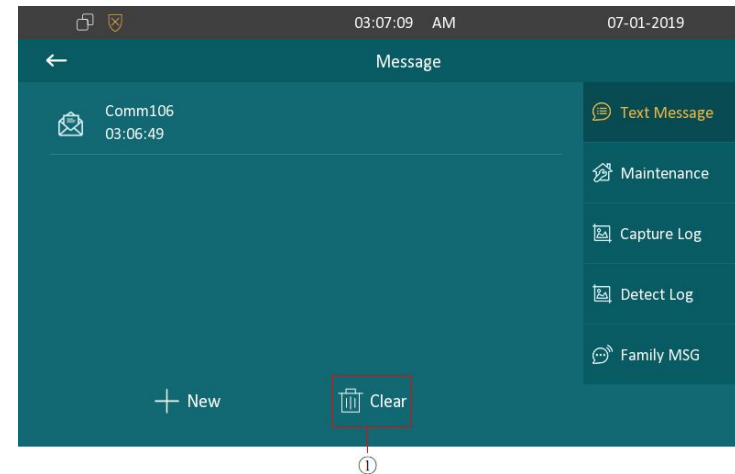 03:07:09 AM 07-01-2019
Message
Comm106
03:06:49
Text Message
Maintenance
Capture Log
Detect Log
Family MSG
New
Clear
①